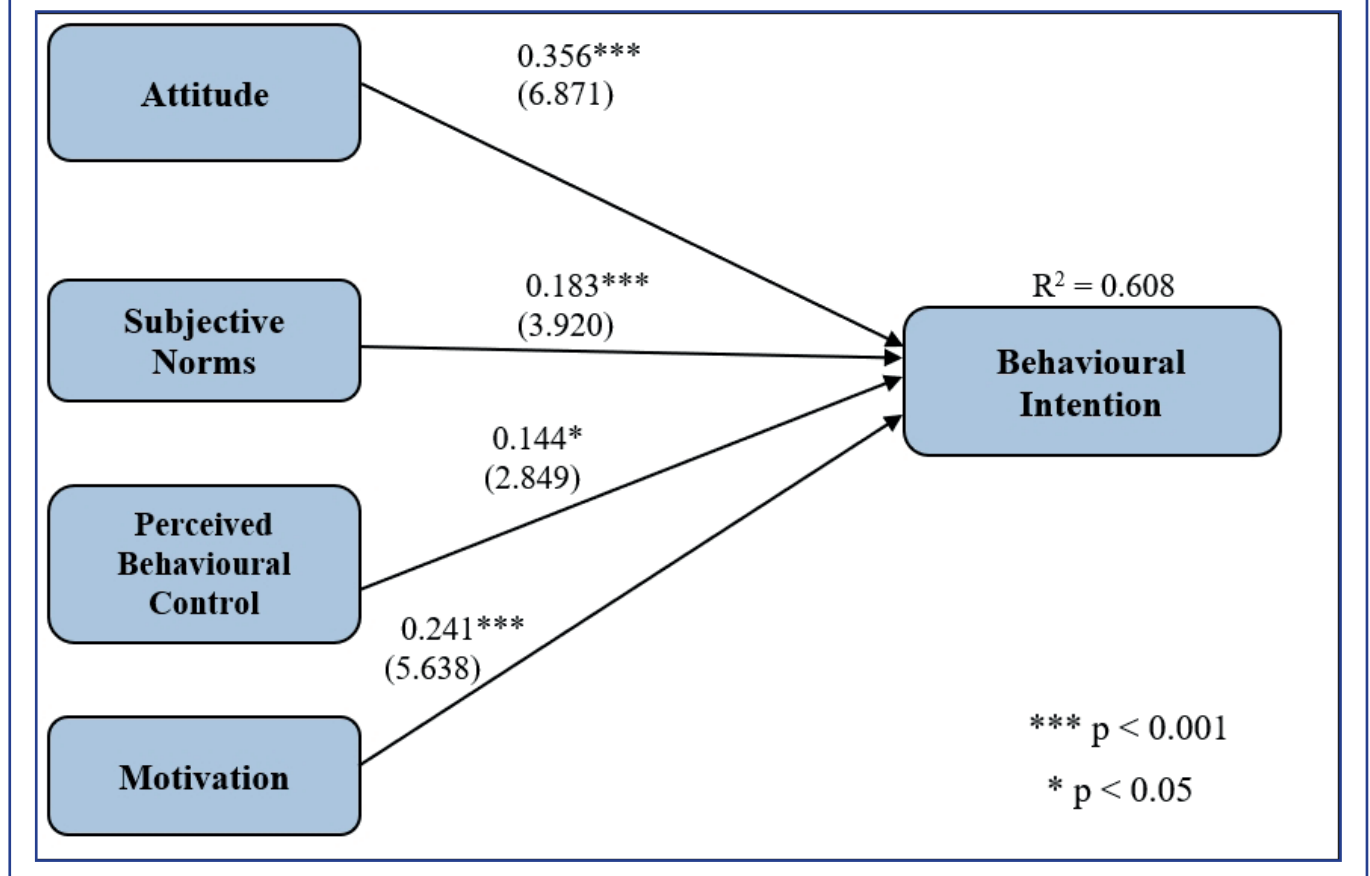 Attitude
0.356***
(6.871)
Subjective
Norms
0.183***
(3.920)
R² = 0.608
Behavioural
Intention
0.144*
(2.849)
Perceived
Behavioural
Control
0.241***
(5.638)
Motivation
*** p < 0.001
* p < 0.05